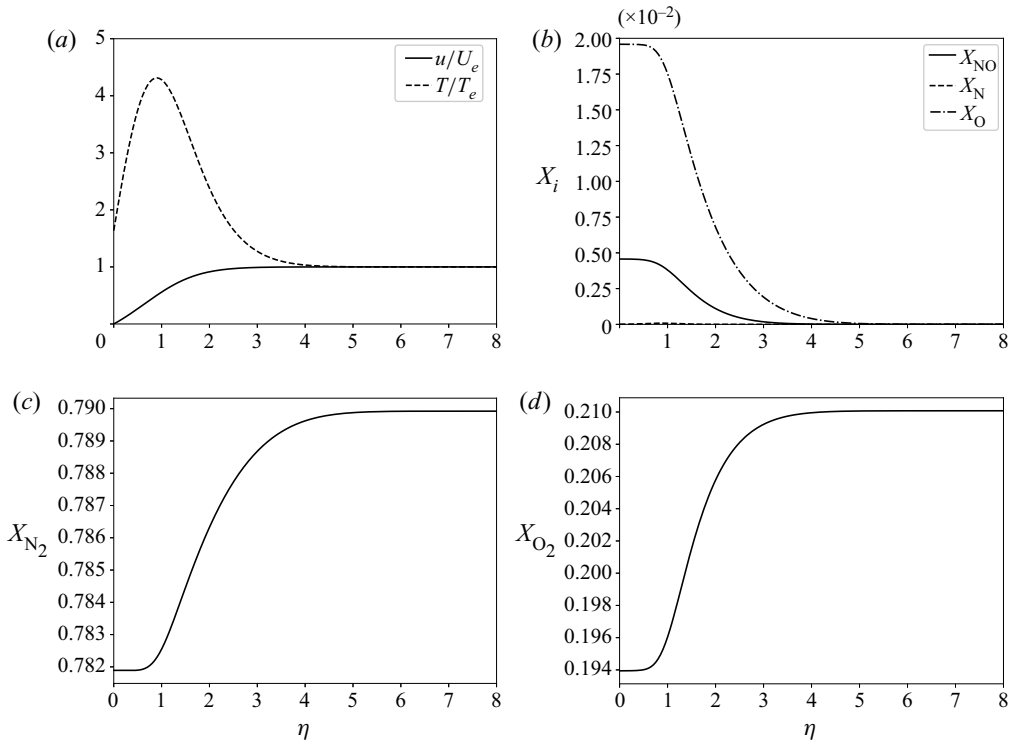 (a)
5
4
3
2
1
0
1 2 3 4 5 6 7 8
u/U_e
T/T_e
(×10⁻²)
(b)
2.00
1.75
1.50
1.25
1.00
0.75
0.50
0.25
0
X_i
0 1 2 3 4 5 6 7 8
X_NO
X_N
X_O
(c)
0.790
0.789
0.788
0.787
0.786
0.785
0.784
0.783
0.782
X_N₂
0 1 2 3 4 5 6 7 8
η
(d)
0.210
0.208
0.206
0.204
0.202
0.200
0.198
0.196
0.194
X_O₂
0 1 2 3 4 5 6 7 8
η